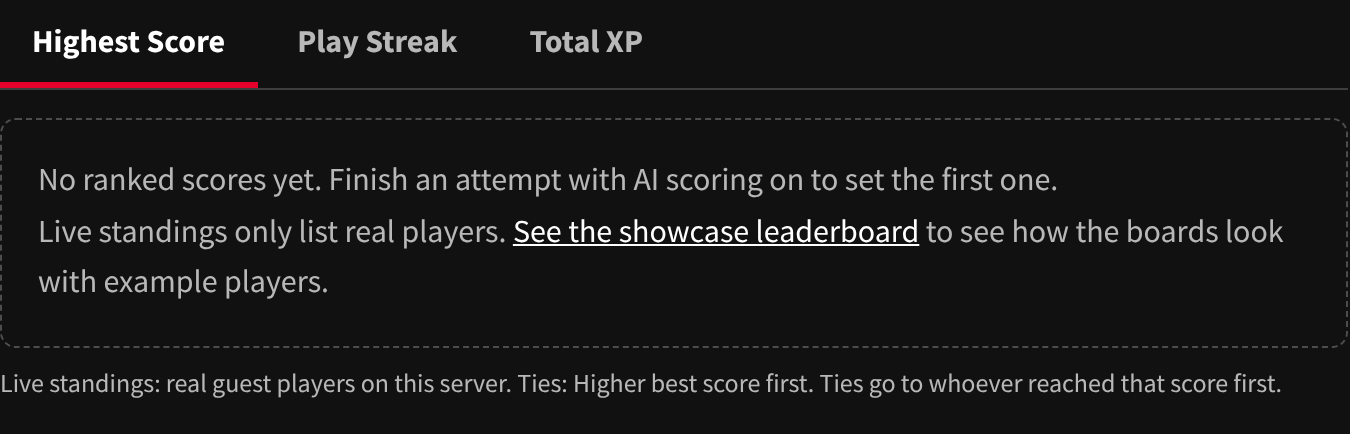 Highest Score Play Streak Total XP
No ranked scores yet. Finish an attempt with AI scoring on to set the first one.
Live standings only list real players. See the showcase leaderboard to see how the boards look
with example players.
Live standings: real guest players on this server. Ties: Higher best score first. Ties go to whoever reached that score first.